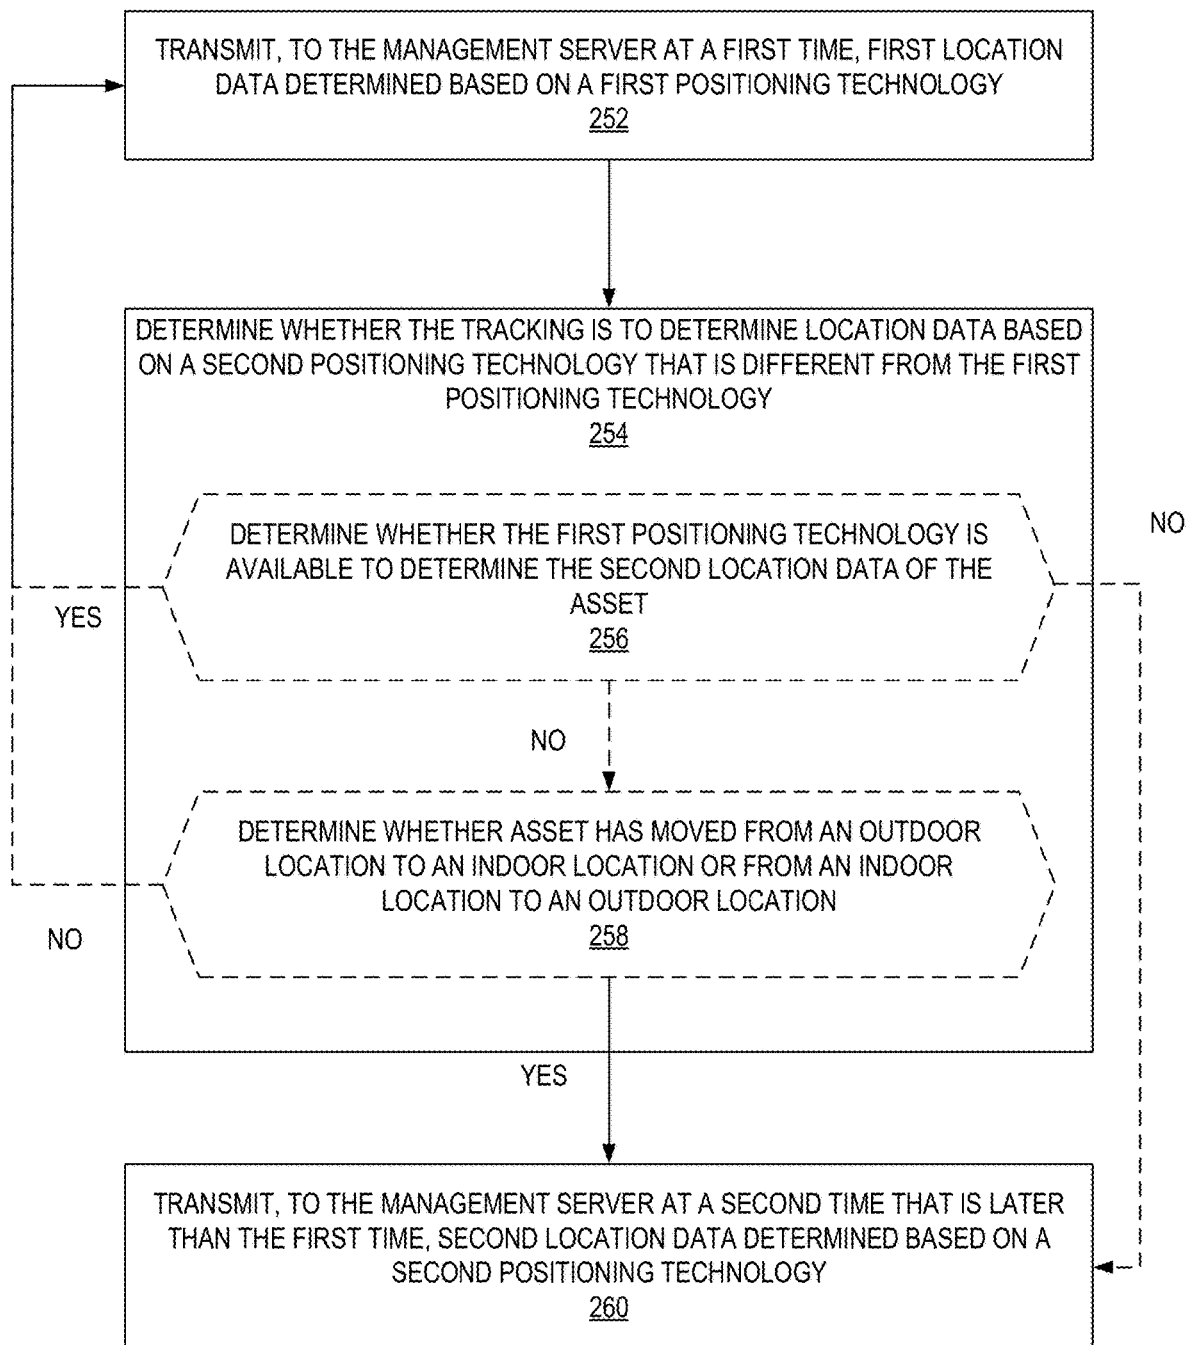 TRANSMIT, TO THE MANAGEMENT SERVER AT A FIRST TIME, FIRST LOCATION
DATA DETERMINED BASED ON A FIRST POSITIONING TECHNOLOGY
252
DETERMINE WHETHER THE TRACKING IS TO DETERMINE LOCATION DATA BASED
ON A SECOND POSITIONING TECHNOLOGY THAT IS DIFFERENT FROM THE FIRST
POSITIONING TECHNOLOGY
254
DETERMINE WHETHER THE FIRST POSITIONING TECHNOLOGY IS
AVAILABLE TO DETERMINE THE SECOND LOCATION DATA OF THE
ASSET
256
NO
YES
NO
DETERMINE WHETHER ASSET HAS MOVED FROM AN OUTDOOR
LOCATION TO AN INDOOR LOCATION OR FROM AN INDOOR
LOCATION TO AN OUTDOOR LOCATION
258
NO
YES
TRANSMIT, TO THE MANAGEMENT SERVER AT A SECOND TIME THAT IS LATER
THAN THE FIRST TIME, SECOND LOCATION DATA DETERMINED BASED ON A
SECOND POSITIONING TECHNOLOGY
260